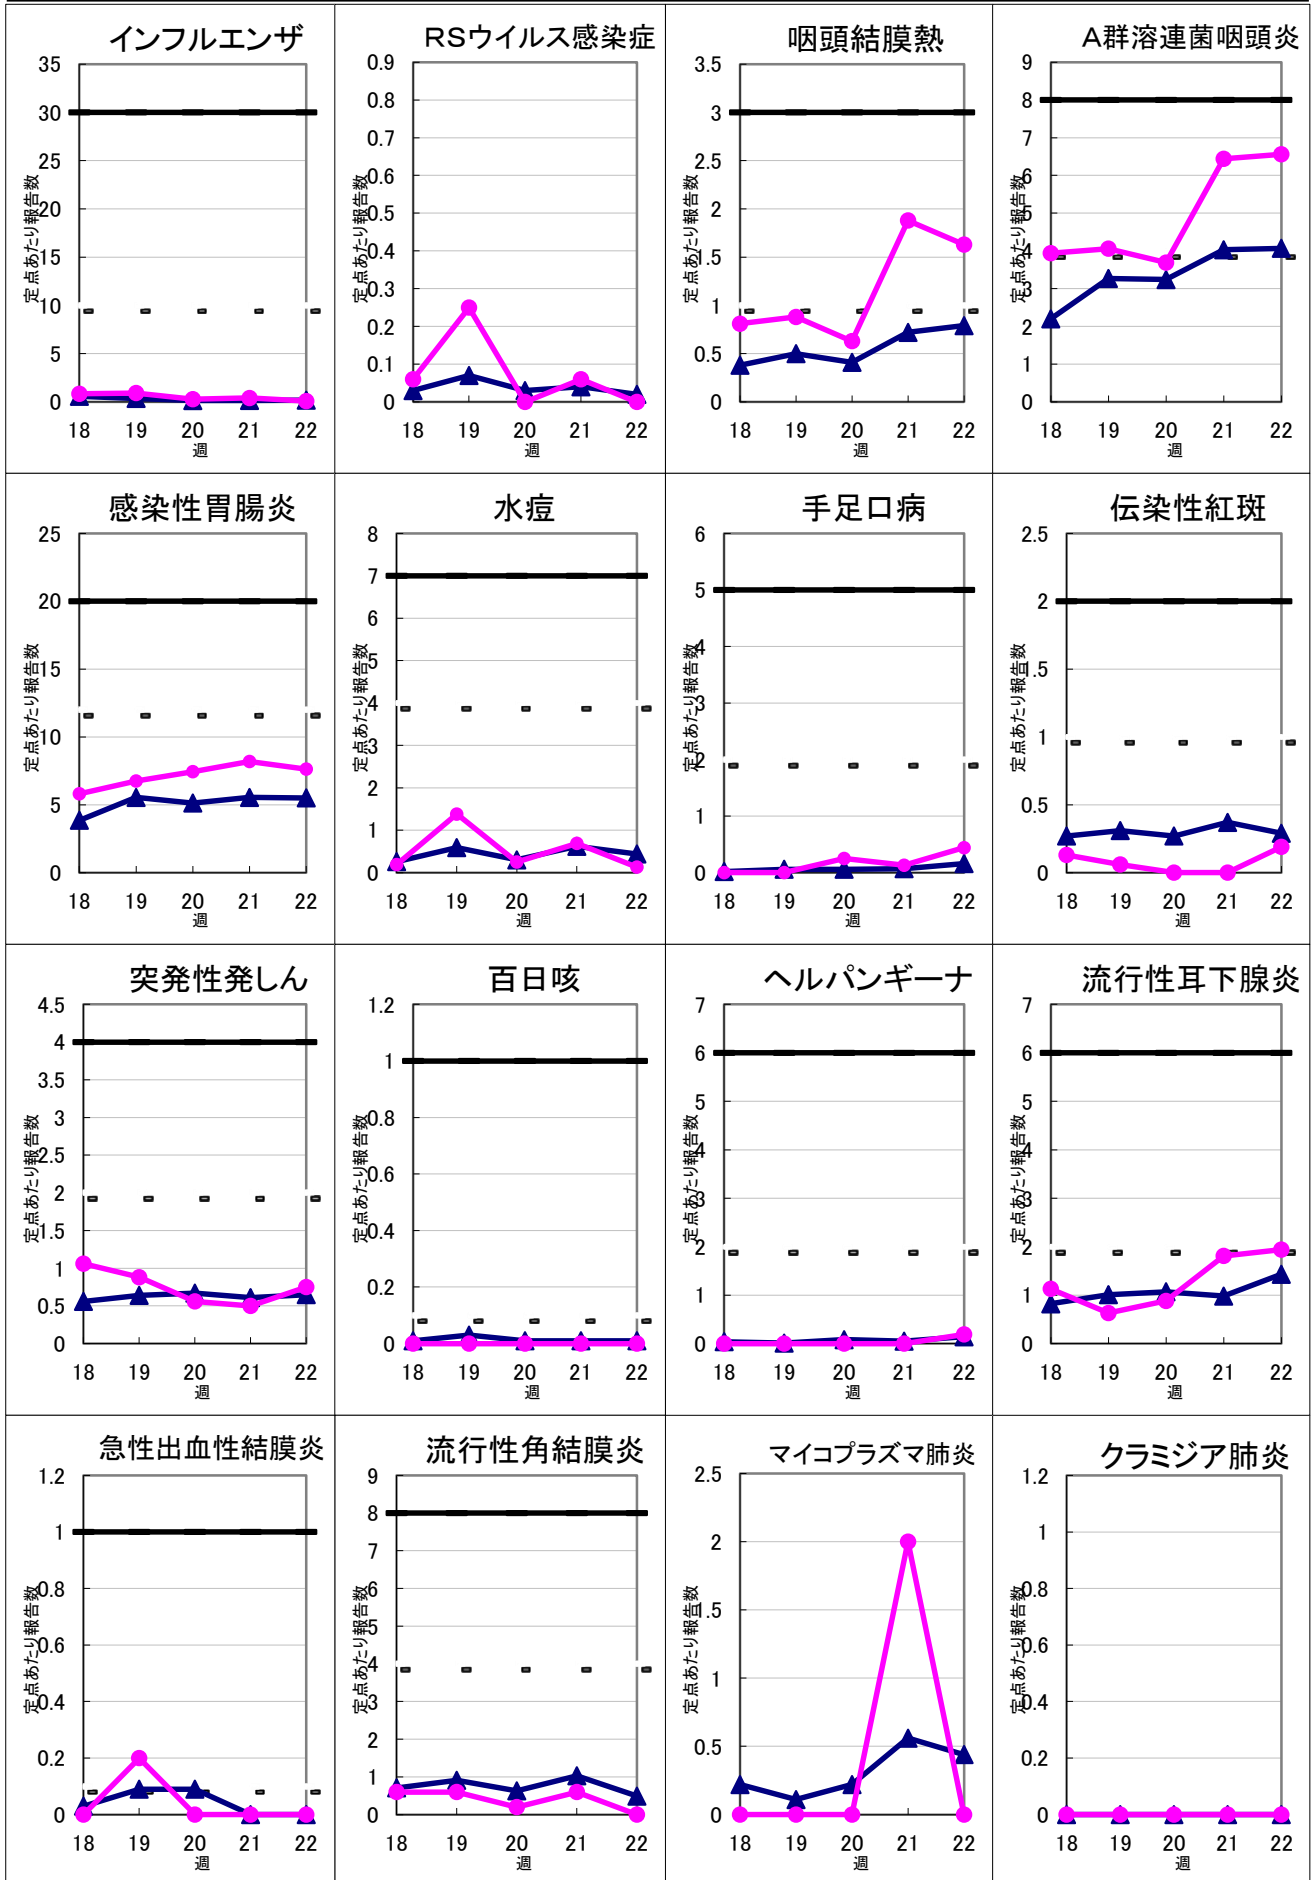 インフルエンザ
35
30
25
20
15
10
5
0
定点あたり報告数
18 19 20 21 22
週
RSウイルス感染症
0.9
0.8
0.7
0.6
0.5
0.4
0.3
0.2
0.1
0
定点あたり報告数
18 19 20 21 22
週
咽頭結膜熱
3.5
3
2.5
2
1.5
1
0.5
0
定点あたり報告数
18 19 20 21 22
週
A群溶連菌咽頭炎
9
8
7
6
5
4
3
2
1
0
定点あたり報告数
18 19 20 21 22
週
感染性胃腸炎
25
20
15
10
5
0
定点あたり報告数
18 19 20 21 22
週
水痘
8
7
6
5
4
3
2
1
0
定点あたり報告数
18 19 20 21 22
週
手足口病
6
5
4
3
2
1
0
定点あたり報告数
18 19 20 21 22
週
伝染性紅斑
2.5
2
1.5
1
0.5
0
定点あたり報告数
18 19 20 21 22
週
突発性発しん
4.5
4
3.5
3
2.5
2
1.5
1
0.5
0
定点あたり報告数
18 19 20 21 22
週
百日咳
1.2
1
0.8
0.6
0.4
0.2
0
定点あたり報告数
18 19 20 21 22
週
ヘルパンギーナ
7
6
5
4
3
2
1
0
定点あたり報告数
18 19 20 21 22
週
流行性耳下腺炎
7
6
5
4
3
2
1
0
定点あたり報告数
18 19 20 21 22
週
急性出血性結膜炎
1.2
1
0.8
0.6
0.4
0.2
0
定点あたり報告数
18 19 20 21 22
週
流行性角結膜炎
9
8
7
6
5
4
3
2
1
0
定点あたり報告数
18 19 20 21 22
週
マイコプラズマ肺炎
2.5
2
1.5
1
0.5
0
定点あたり報告数
18 19 20 21 22
週
クラミジア肺炎
1.2
1
0.8
0.6
0.4
0.2
0
定点あたり報告数
18 19 20 21 22
週